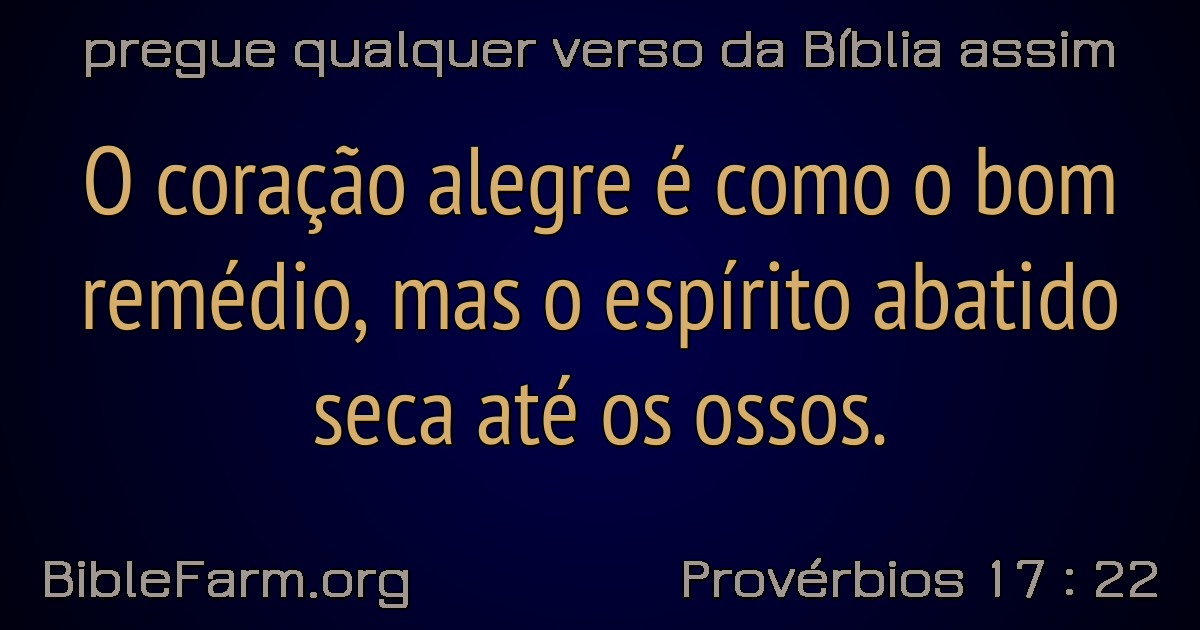 pregue qualquer verso da Bíblia assim
O coração alegre é como o bom
remédio, mas o espírito abatido
seca até os ossos.
BibleFarm.org
Provérbios 17 : 22